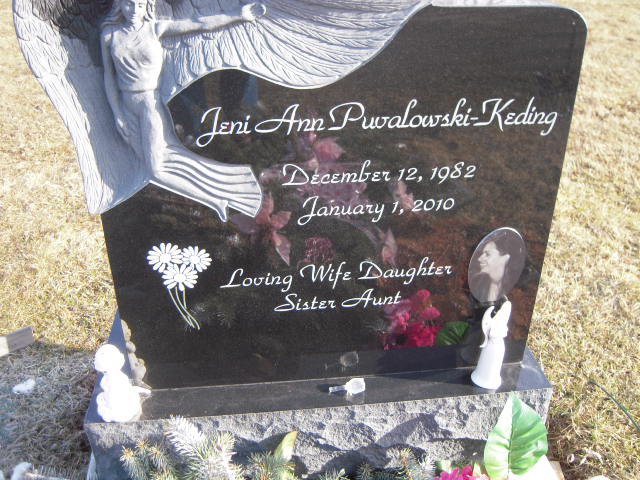 Jeni Ann Puwalowski-Keding
December 12, 1982
January 1, 2010
Loving Wife Daughter
Sister Aunt